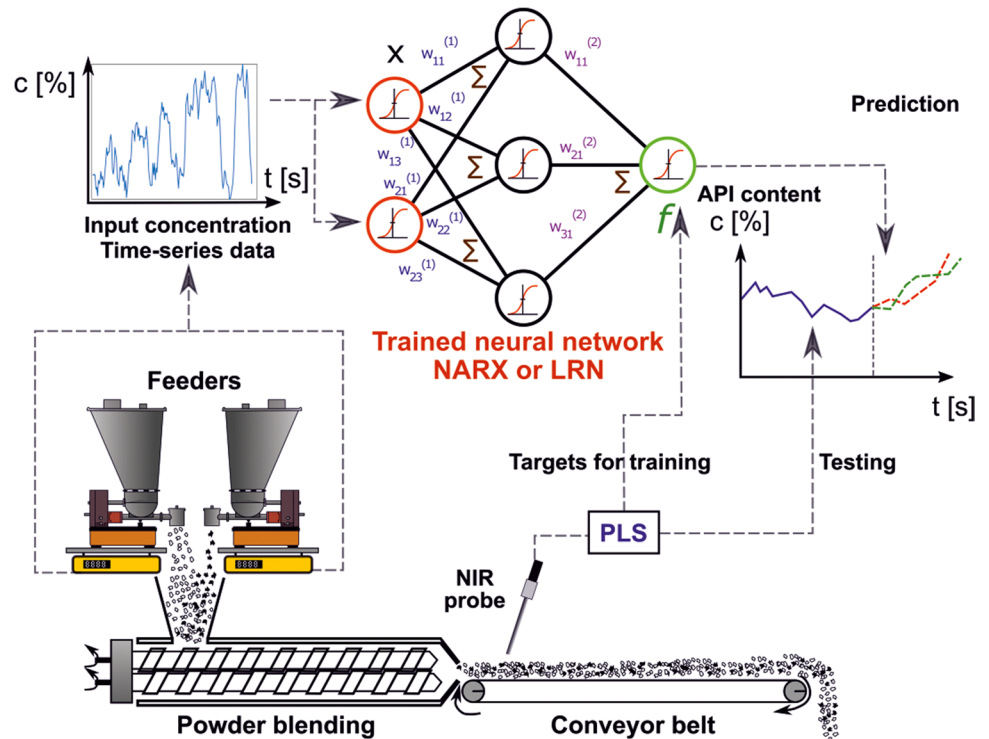 c [%]
t [s]
Input concentration
Time-series data
X
w11(1)
w12(1)
w13(1)
w21(1)
w22(1)
w23(1)
Σ
Σ
Σ
w11(2)
w21(2)
w31(2)
Σ
f
Trained neural network
NARX or LRN
Prediction
API content
c [%]
t [s]
Feeders
Targets for training
Testing
PLS
NIR
probe
Powder blending
Conveyor belt